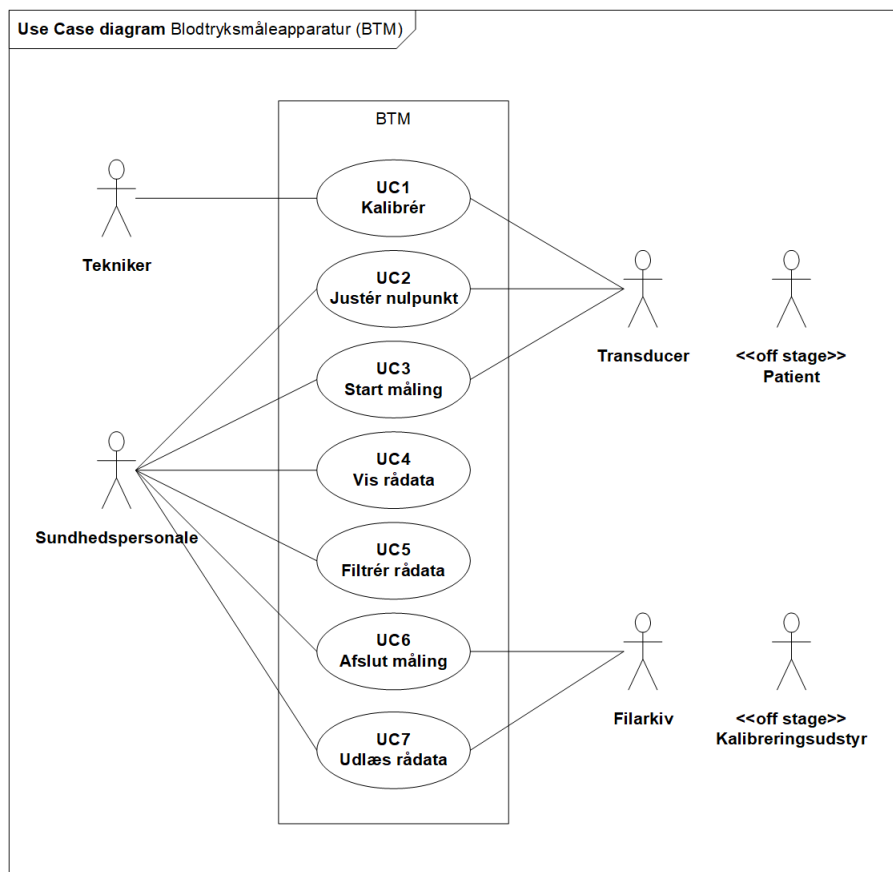 Use Case diagram Blodtryksmåleapparatur (BTM)
BTM
UC1
Kalibrér
Tekniker
UC2
Justér nulpunkt
Transducer
<<off stage>>
Patient
UC3
Start måling
UC4
Vis rådata
Sundhedspersonale
UC5
Filtrér rådata
UC6
Afslut måling
Filarkiv
<<off stage>>
Kalibreringsudstyr
UC7
Udlæs rådata